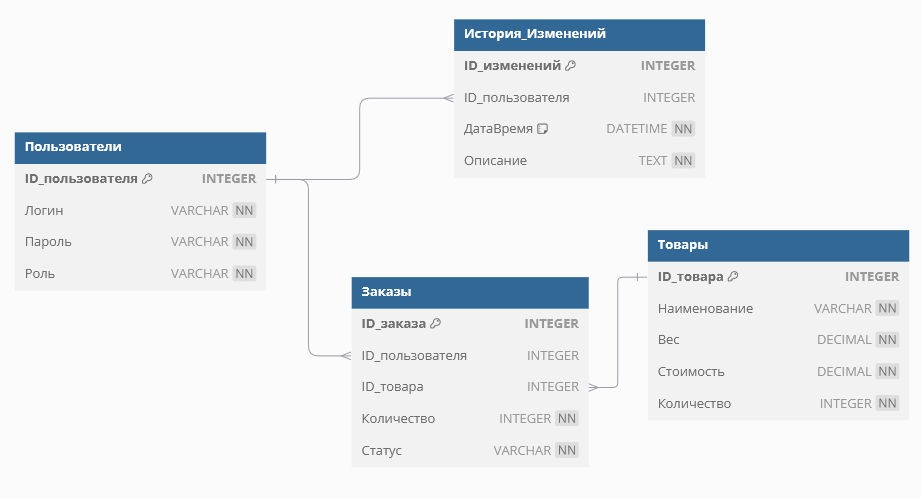 История_Изменений
ID_изменений INTEGER
ID_пользователя INTEGER
ДатаВремя DATETIME NN
Описание TEXT NN
Пользователи
ID_пользователя INTEGER
Логин VARCHAR NN
Пароль VARCHAR NN
Роль VARCHAR NN
Товары
ID_товара INTEGER
Наименование VARCHAR NN
Вес DECIMAL NN
Стоимость DECIMAL NN
Количество INTEGER NN
Заказы
ID_заказа INTEGER
ID_пользователя INTEGER
ID_товара INTEGER
Количество INTEGER NN
Статус VARCHAR NN